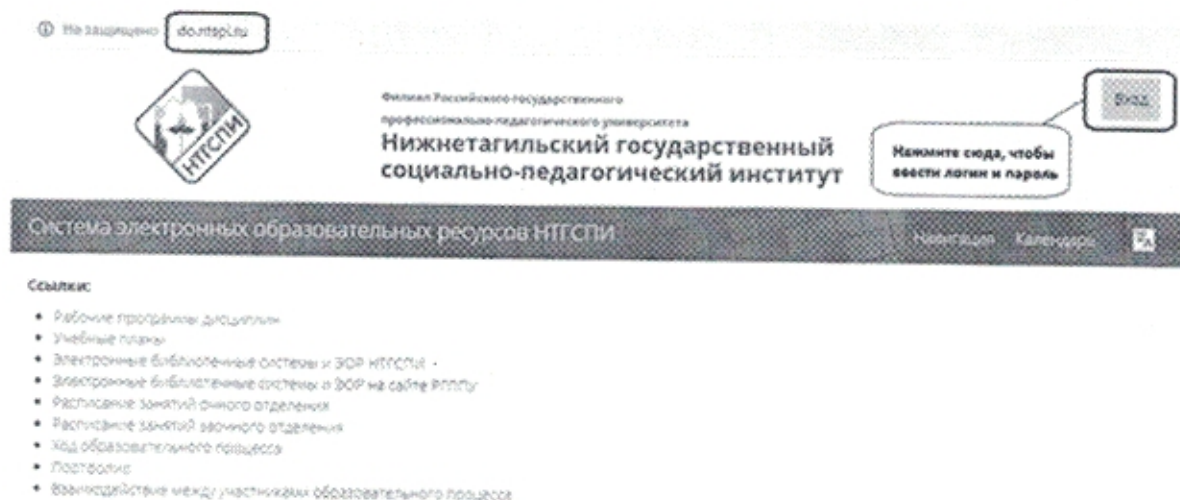 Не защищено do.ntspi.ru
НТГСПИ
Филиал Российского государственного
профессионально-педагогического университета
Нижнетагильский государственный
социально-педагогический институт
Вход
Нажмите сюда, чтобы
ввести логин и пароль
Система электронных образовательных ресурсов НТГСПИ
Навигация Календарь
Ссылки:
• Рабочие программы дисциплин
• Учебные планы
• Электронные библиотечные системы и ЭОР НТГСПИ
• Электронные библиотечные системы и ЭОР на сайте РГППУ
• Расписание занятий очного отделения
• Расписание занятий заочного отделения
• Ход образовательного процесса
• Портфолио
• Взаимодействие между участниками образовательного процесса